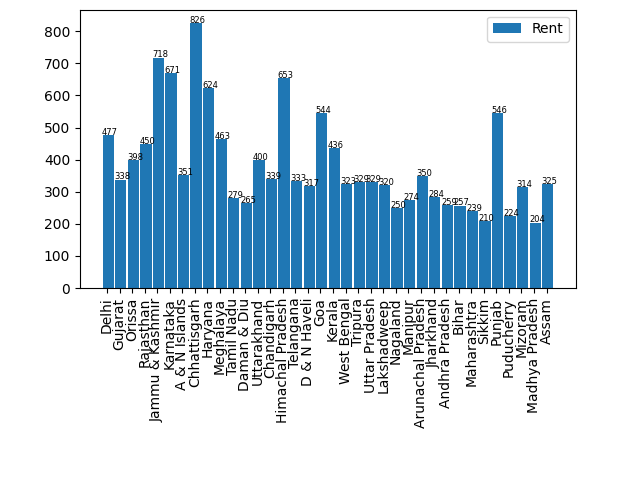 Rent
800
700
600
500
400
300
200
100
0
477
338
398
450
718
671
351
826
624
463
279
265
400
339
653
333
317
544
436
323
329
329
320
250
274
350
284
259
257
239
210
546
224
314
204
325
Delhi
Gujarat
Orissa
Rajasthan
Jammu & Kashmir
Karnataka
A & N Islands
Chhattisgarh
Haryana
Meghalaya
Tamil Nadu
Daman & Diu
Uttarakhand
Chandigarh
Himachal Pragesh
Telangana
D & N Haveli
Goa
Kerala
West Bengal
Tripura
Uttar Pradesh
Lakshadweep
Nagaland
Manipur
Arunachal Pradesh
Jharkhand
Andhra Pradesh
Bihar
Maharashtra
Sikkim
Punjab
Puducherry
Mizoram
Madhya Pradesh
Assam